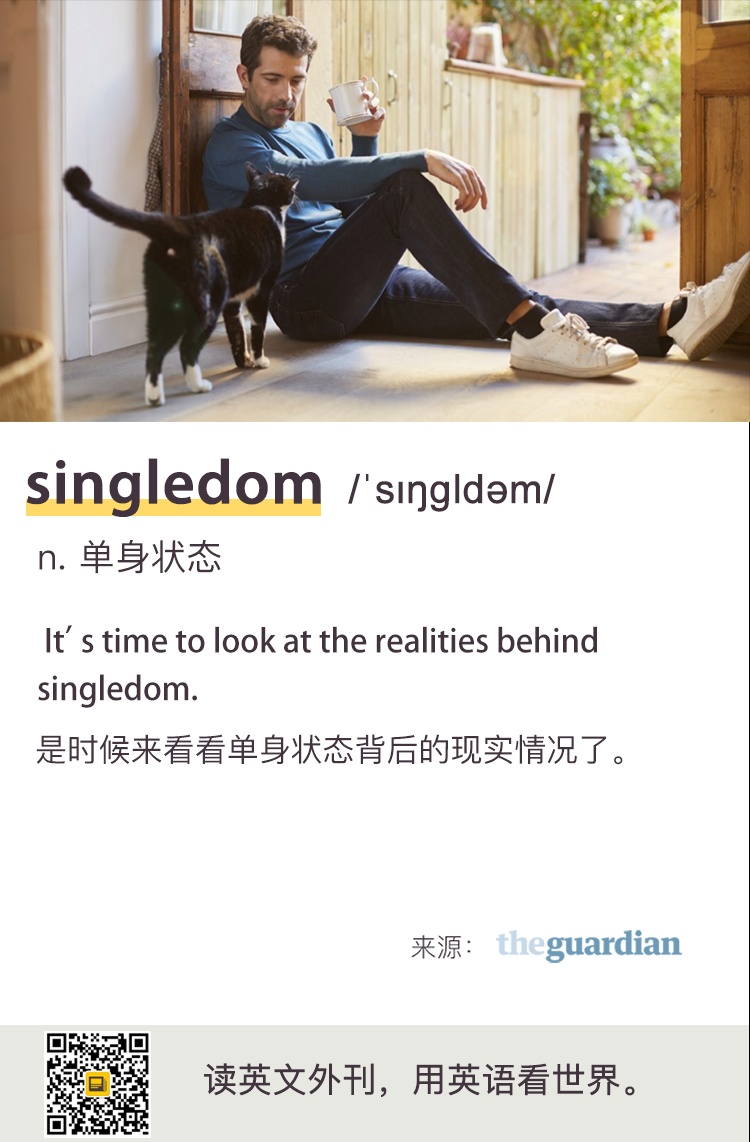 singledom /ˈsɪŋgldəm/
n. 单身状态
It′ s time to look at the realities behind
singledom.
是时候来看看单身状态背后的现实情况了。
来源： theguardian
读英文外刊，用英语看世界。